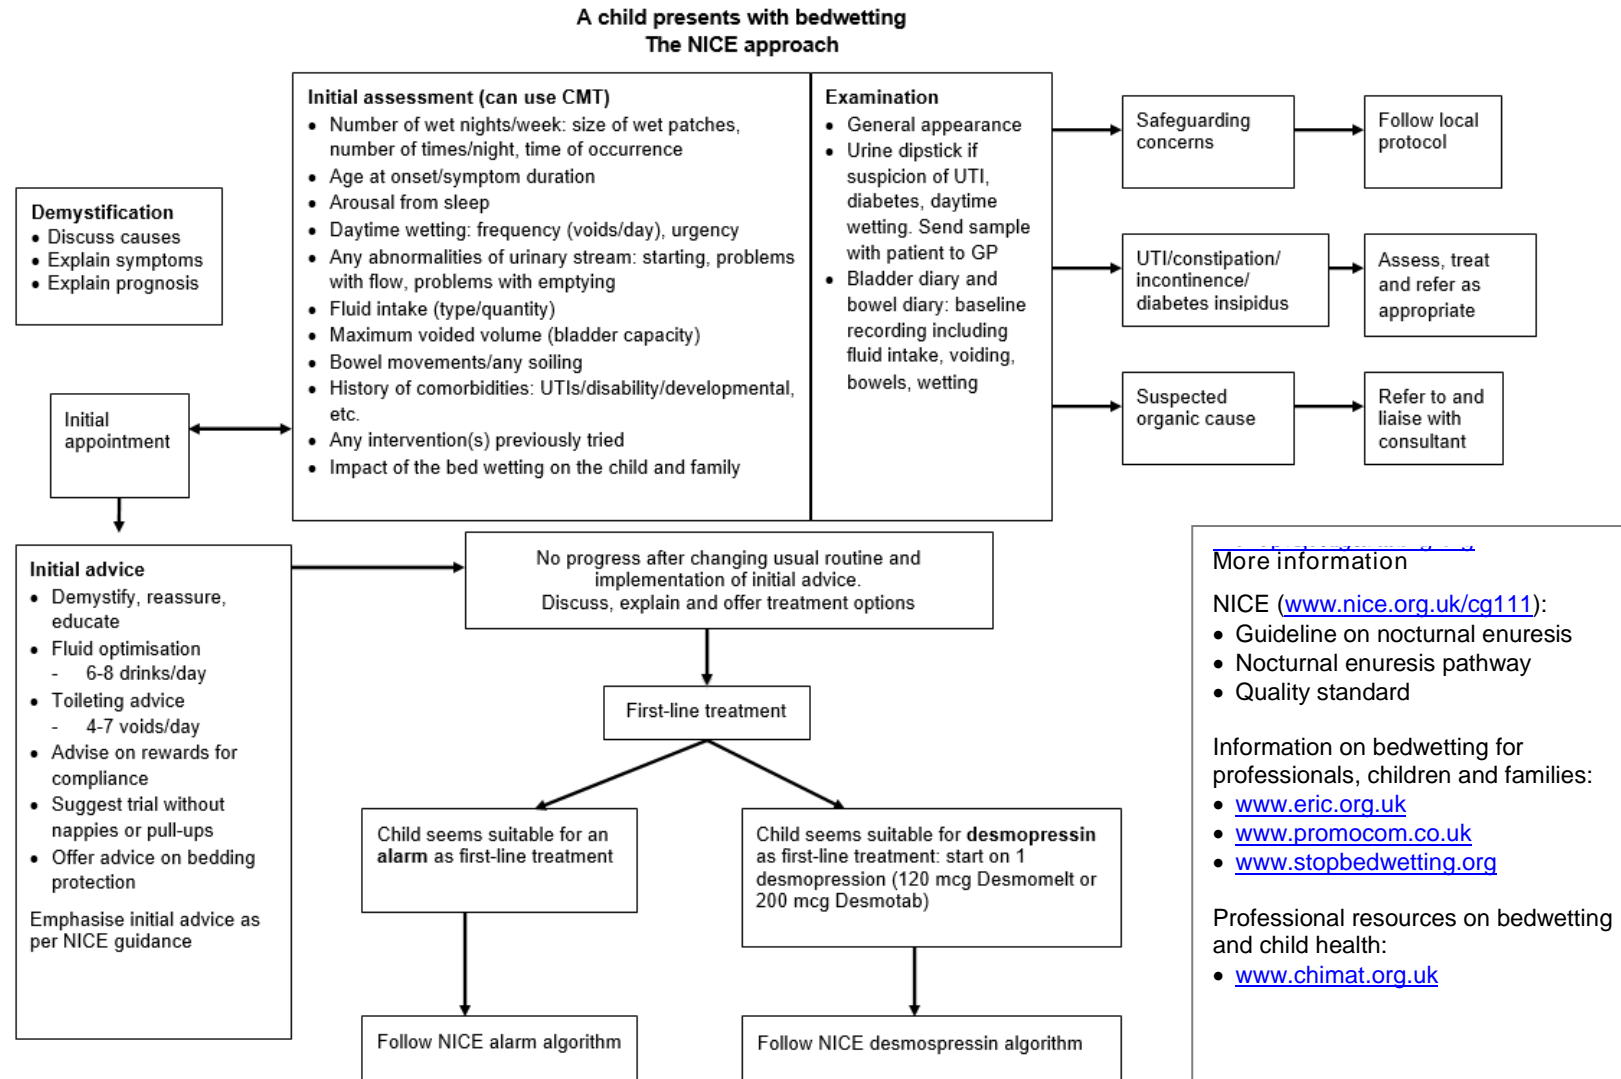 A child presents with bedwetting
The NICE approach
Demystification
• Discuss causes
• Explain symptoms
• Explain prognosis
Initial assessment (can use CMT)
• Number of wet nights/week: size of wet patches,
number of times/night, time of occurrence
• Age at onset/symptom duration
• Arousal from sleep
• Daytime wetting: frequency (voids/day), urgency
• Any abnormalities of urinary stream: starting, problems
with flow, problems with emptying
• Fluid intake (type/quantity)
• Maximum voided volume (bladder capacity)
• Bowel movements/any soiling
• History of comorbidities: UTIs/disability/developmental,
etc.
• Any intervention(s) previously tried
• Impact of the bed wetting on the child and family
Examination
• General appearance
• Urine dipstick if
suspicion of UTI,
diabetes, daytime
wetting. Send sample
with patient to GP
• Bladder diary and
bowel diary: baseline
recording including
fluid intake, voiding,
bowels, wetting
Safeguarding
concerns
Follow local
protocol
UTI/constipation/
incontinence/
diabetes insipidus
Assess, treat
and refer as
appropriate
Suspected
organic cause
Refer to and
liaise with
consultant
Initial
appointment
Initial advice
• Demystify, reassure,
educate
• Fluid optimisation
- 6-8 drinks/day
• Toileting advice
- 4-7 voids/day
• Advise on rewards for
compliance
• Suggest trial without
nappies or pull-ups
• Offer advice on bedding
protection
Emphasise initial advice as
per NICE guidance
No progress after changing usual routine and
implementation of initial advice.
Discuss, explain and offer treatment options
First-line treatment
Child seems suitable for an
alarm as first-line treatment
Child seems suitable for desmopressin
as first-line treatment: start on 1
desmopression (120 mcg Desmomelt or
200 mcg Desmotab)
Follow NICE alarm algorithm
Follow NICE desmospressin algorithm
More information
NICE (www.nice.org.uk/cg111):
• Guideline on nocturnal enuresis
• Nocturnal enuresis pathway
• Quality standard
Information on bedwetting for
professionals, children and families:
• www.eric.org.uk
• www.promocom.co.uk
• www.stopbedwetting.org
Professional resources on bedwetting
and child health:
• www.chimat.org.uk